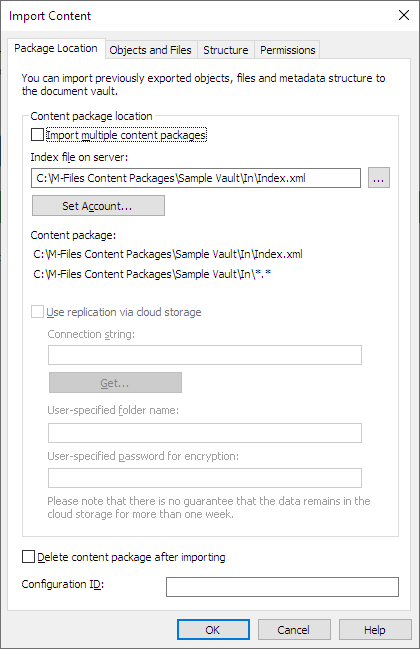 Import Content
Package Location
Objects and Files
Structure
Permissions
You can import previously exported objects, files and metadata structure to
the document vault.
Content package location
Import multiple content packages
Index file on server:
C:\M-Files Content Packages\Sample Vault\In\Index.xml
...
Set Account...
Content package:
C:\M-Files Content Packages\Sample Vault\In\Index.xml
C:\M-Files Content Packages\Sample Vault\In\*.*
Use replication via cloud storage
Connection string:
Get...
User-specified folder name:
User-specified password for encryption:
Please note that there is no guarantee that the data remains in the
cloud storage for more than one week.
Delete content package after importing
Configuration ID:
OK
Cancel
Help